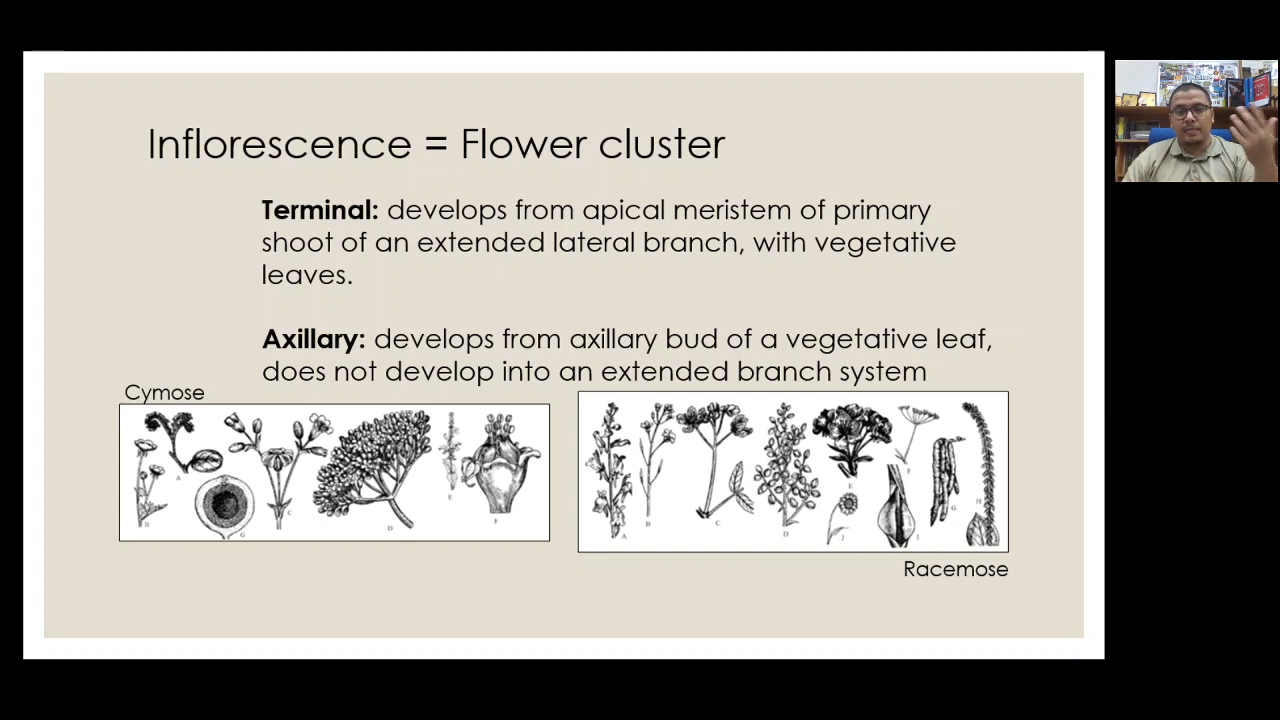 Inflorescence = Flower cluster
Terminal: develops from apical meristem of primary
shoot of an extended lateral branch, with vegetative
leaves.
Axillary: develops from axillary bud of a vegetative leaf,
does not develop into an extended branch system
Cymose
A
B
C
D
E
F
G
A
B
C
D
E
F
G
H
I
J
Racemose